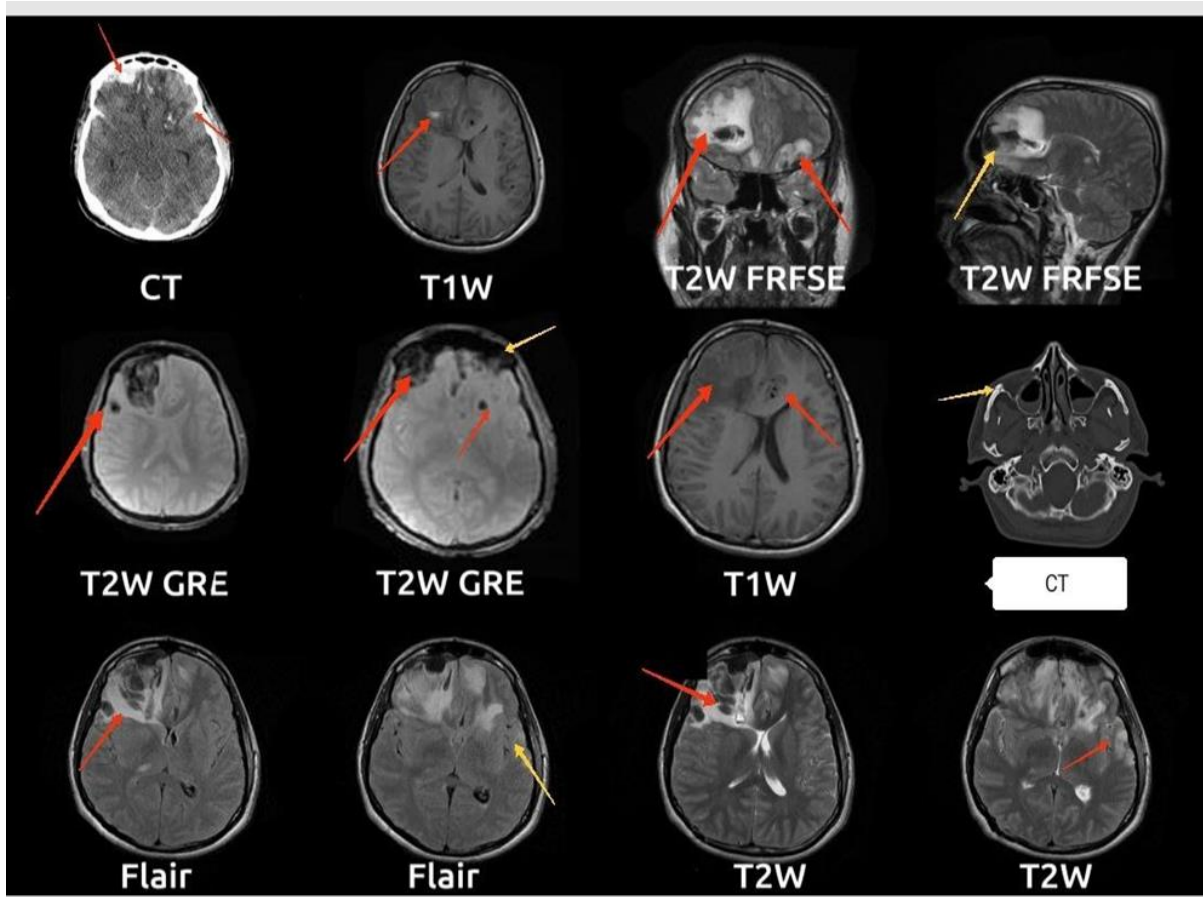 CT
T1W
T2W FRFSE
T2W FRFSE
T2W GRE
T2W GRE
T1W
CT
Flair
Flair
T2W
T2W